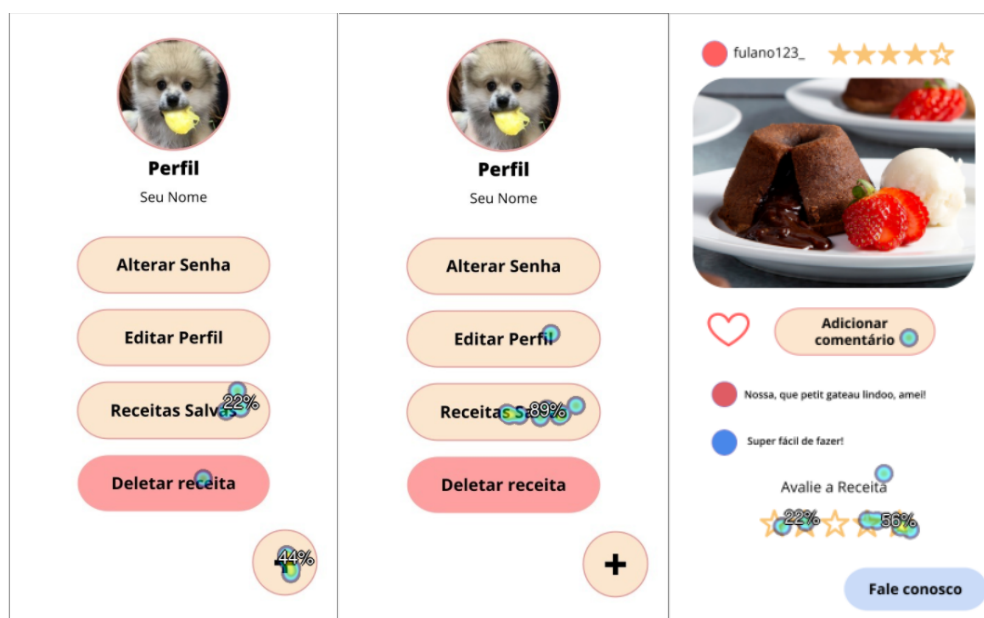 Perfil
Seu Nome
Alterar Senha
Editar Perfil
Receitas Salvas
22%
Deletar receita
44%
Perfil
Seu Nome
Alterar Senha
Editar Perfil
Receitas Salvas
89%
Deletar receita
+
fulano123_
Adicionar
comentário
Nossa, que petit gateau lindoo, amei!
Super fácil de fazer!
Avalie a Receita
22%
56%
Fale conosco